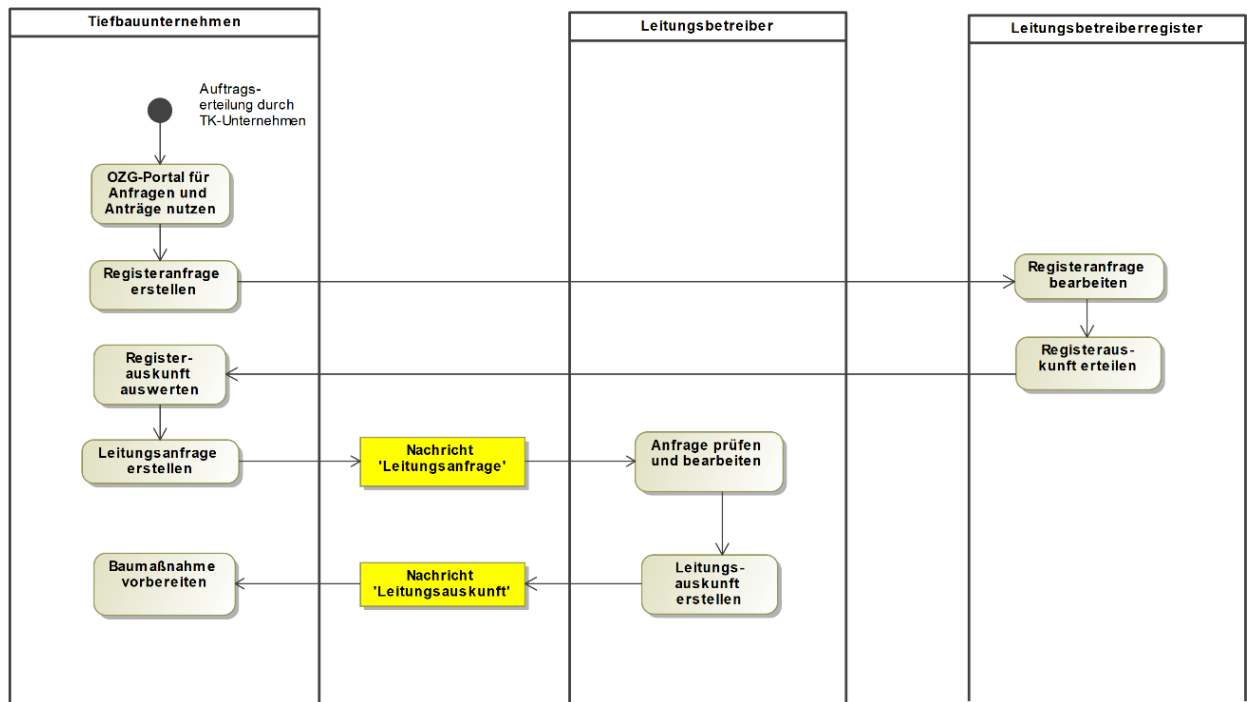 Tiefbauunternehmen
Leitungsbetreiber
Leitungsbetreiberregister
Auftrags-
erteilung durch
TK-Unternehmen
OZG-Portal für
Anfragen und
Anträge nutzen
Registeranfrage
erstellen
Registeranfrage
bearbeiten
Register-
auskunft
auswerten
Registeraus-
kunft erteilen
Leitungsanfrage
erstellen
Nachricht
'Leitungsanfrage'
Anfrage prüfen
und bearbeiten
Baumaßnahme
vorbereiten
Nachricht
'Leitungsauskunft'
Leitungs-
auskunft
erstellen